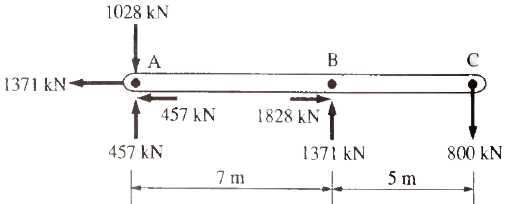 1028 kN
A
B
C
1371 kN
457 kN
1828 kN
457 kN
1371 kN
800 kN
7 m
5 m